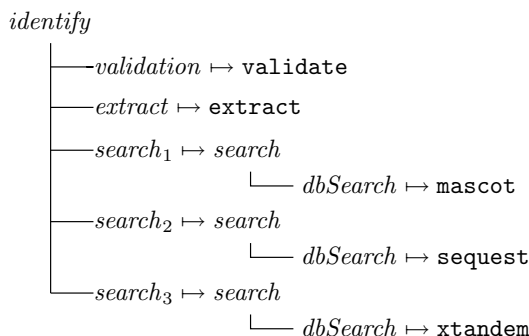 identify
validation ↦ validate
extract ↦ extract
search₁ ↦ search
dbSearch ↦ mascot
search₂ ↦ search
dbSearch ↦ sequest
search₃ ↦ search
dbSearch ↦ xtandem